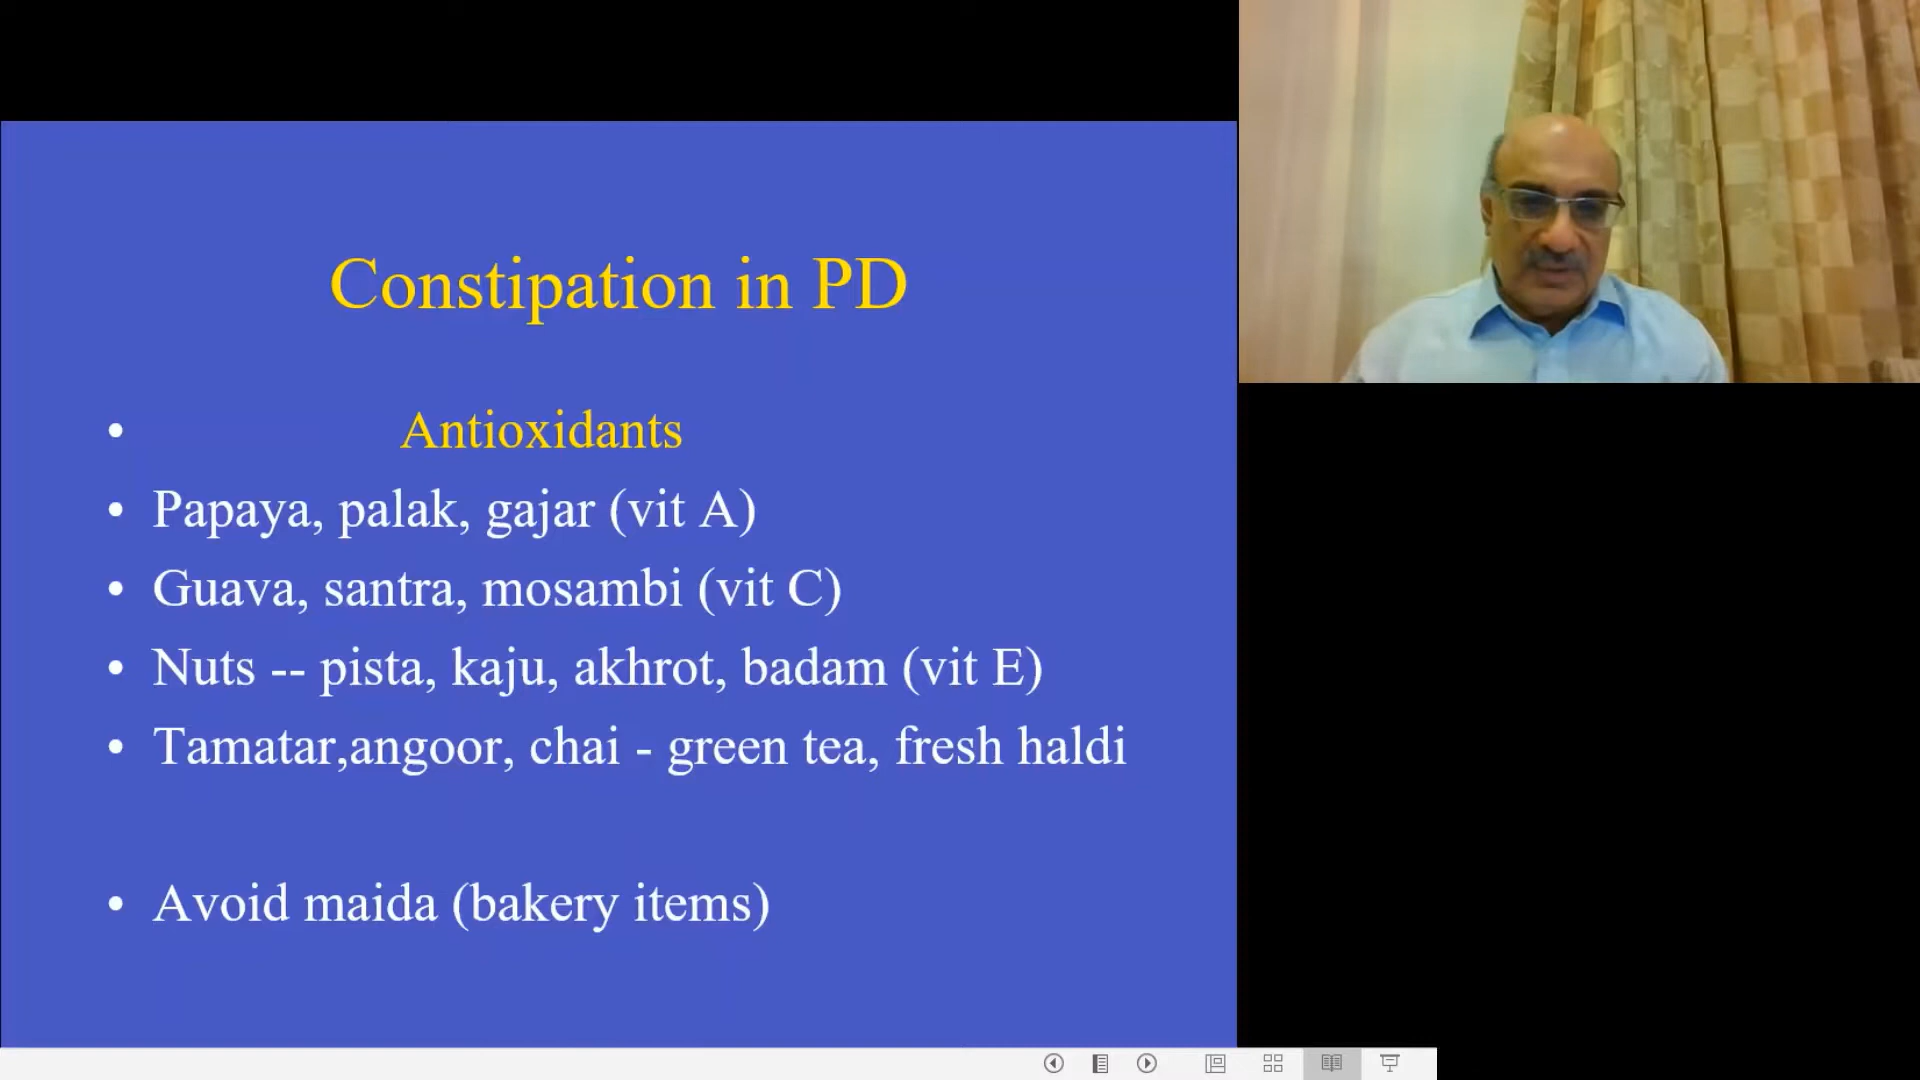 Constipation in PD
• Antioxidants
• Papaya, palak, gajar (vit A)
• Guava, santra, mosambi (vit C)
• Nuts -- pista, kaju, akhrot, badam (vit E)
• Tamatar,angoor, chai - green tea, fresh haldi
• Avoid maida (bakery items)